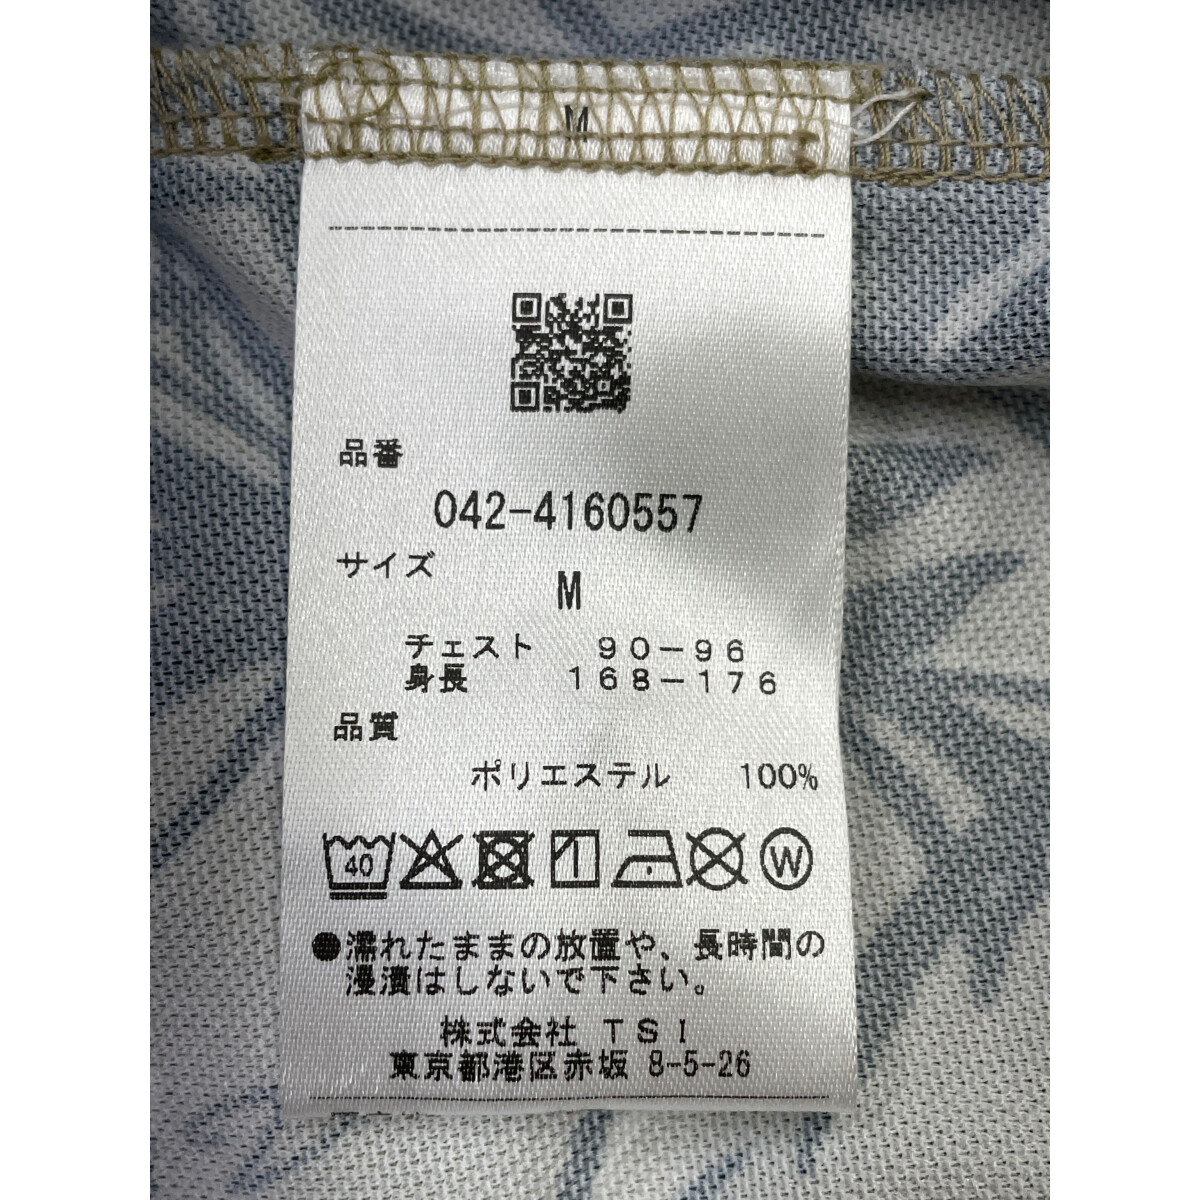 M
品番
042-4160557
サイズ
M
チェスト 90-96
身長 168-176
品質
ポリエステル 100%
40 W
●濡れたままの放置や、長時間の
浸漬はしないで下さい。
株式会社 TSI
東京都港区赤坂 8-5-26